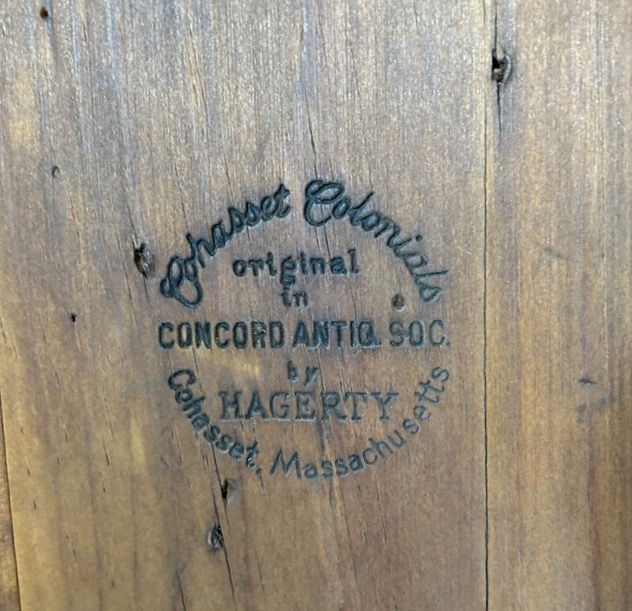 Cohasset Colonials
original
in
CONCORD ANTIQ. SOC.
by
HAGERTY
Cohasset, Massachusetts